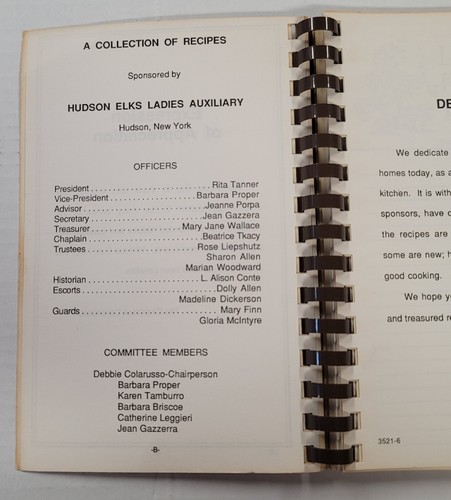 A COLLECTION OF RECIPES
Sponsored by
HUDSON ELKS LADIES AUXILIARY
Hudson, New York
OFFICERS
President . . . . . . . . . . . . . . . . . . . . . . . . . . Rita Tanner
Vice-President . . . . . . . . . . . . . . . . . . . Barbara Proper
Advisor . . . . . . . . . . . . . . . . . . . . . . . . . . Jeanne Porpa
Secretary . . . . . . . . . . . . . . . . . . . . . . . . Jean Gazzera
Treasurer . . . . . . . . . . . . . . . . . . . Mary Jane Wallace
Chaplain . . . . . . . . . . . . . . . . . . . . . . . . Beatrice Tkacy
Trustees . . . . . . . . . . . . . . . . . . . . . . . Rose Liepshutz
Sharon Allen
Marian Woodward
Historian . . . . . . . . . . . . . . . . . . . . . . . L. Alison Conte
Escorts . . . . . . . . . . . . . . . . . . . . . . . . . . . Dolly Allen
Madeline Dickerson
Guards . . . . . . . . . . . . . . . . . . . . . . . . . . . . Mary Finn
Gloria McIntyre
COMMITTEE MEMBERS
Debbie Colarusso-Chairperson
Barbara Proper
Karen Tamburro
Barbara Briscoe
Catherine Leggieri
Jean Gazzerra
-B-
DE
We dedicate
homes today, as a
kitchen. It is with
sponsors, have c
the recipes are
some are new; h
good cooking.
We hope y
and treasured re
3521-6